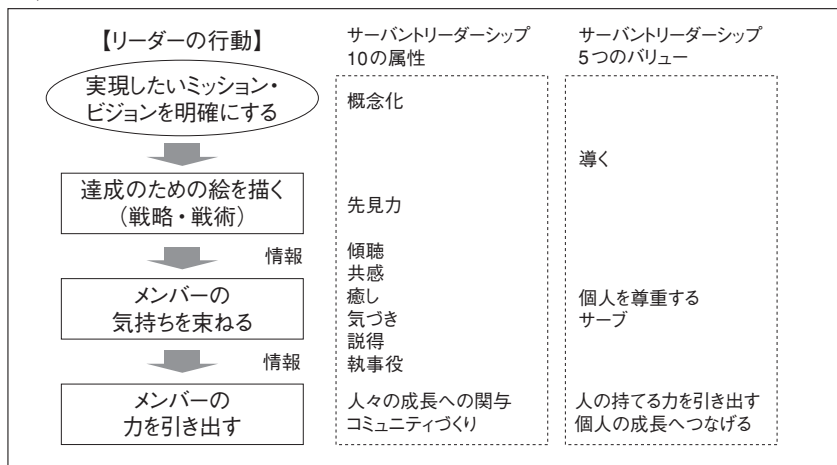 【リーダーの行動】
実現したいミッション・
ビジョンを明確にする
達成のための絵を描く
（戦略・戦術）
情報
メンバーの
気持ちを束ねる
情報
メンバーの
力を引き出す
サーバントリーダーシップ
10の属性
概念化
先見力
傾聴
共感
癒し
気づき
説得
執事役
人々の成長への関与
コミュニティづくり
サーバントリーダーシップ
5つのバリュー
導く
個人を尊重する
サーブ
人の持てる力を引き出す
個人の成長へつなげる